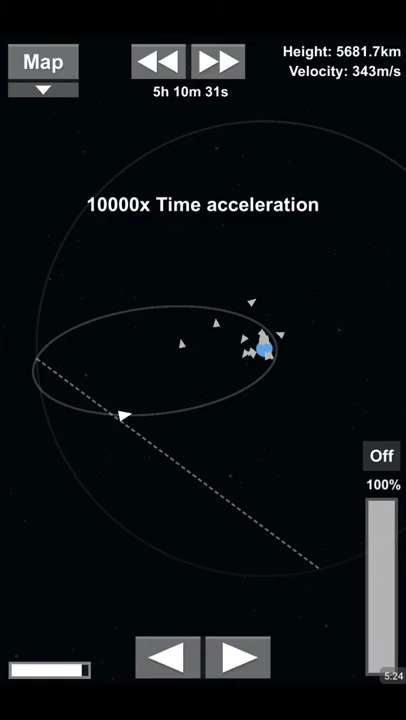 Map
5h 10m 31s
Height: 5681.7km
Velocity: 343m/s
10000x Time acceleration
Off
100%
5:24